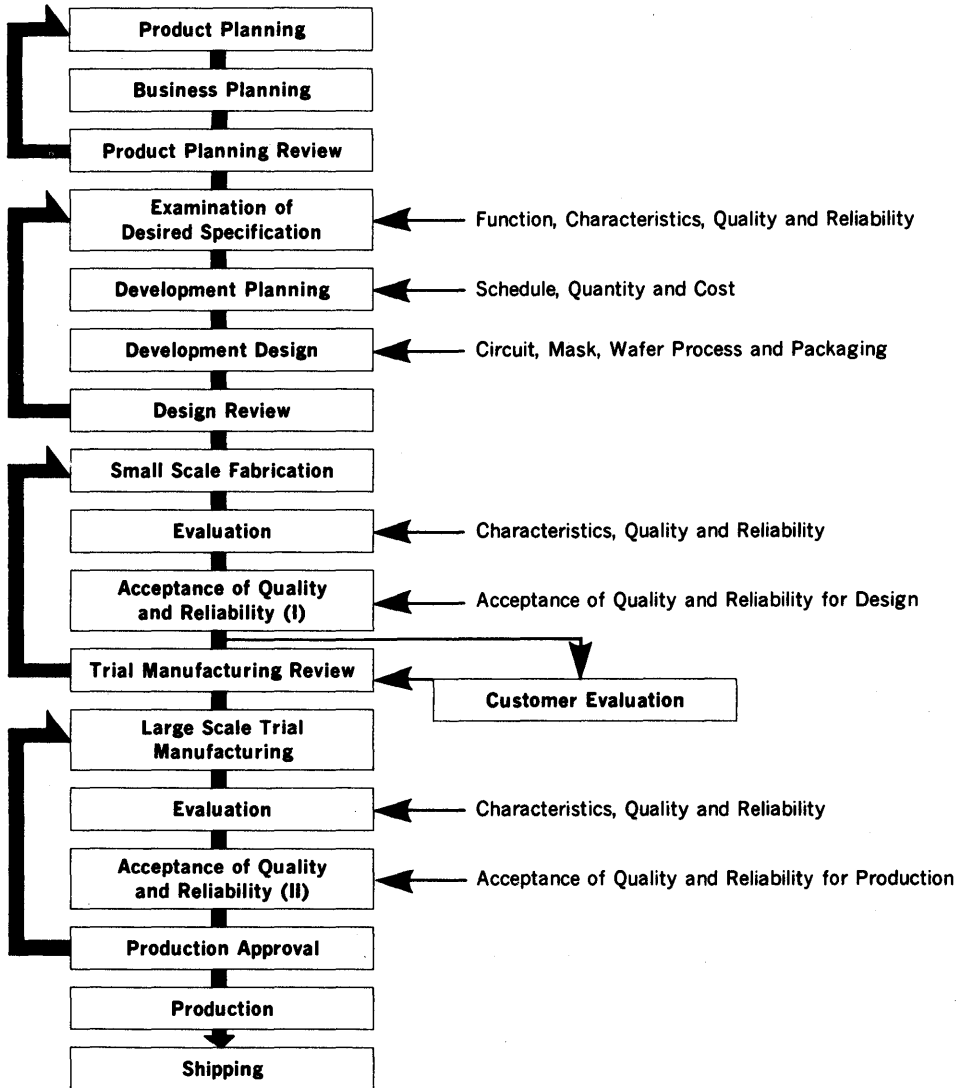 Product Planning
Business Planning
Product Planning Review
Examination of
Desired Specification
Function, Characteristics, Quality and Reliability
Development Planning
Schedule, Quantity and Cost
Development Design
Circuit, Mask, Wafer Process and Packaging
Design Review
Small Scale Fabrication
Evaluation
Characteristics, Quality and Reliability
Acceptance of Quality
and Reliability (I)
Acceptance of Quality and Reliability for Design
Trial Manufacturing Review
Customer Evaluation
Large Scale Trial
Manufacturing
Evaluation
Characteristics, Quality and Reliability
Acceptance of Quality
and Reliability (II)
Acceptance of Quality and Reliability for Production
Production Approval
Production
Shipping